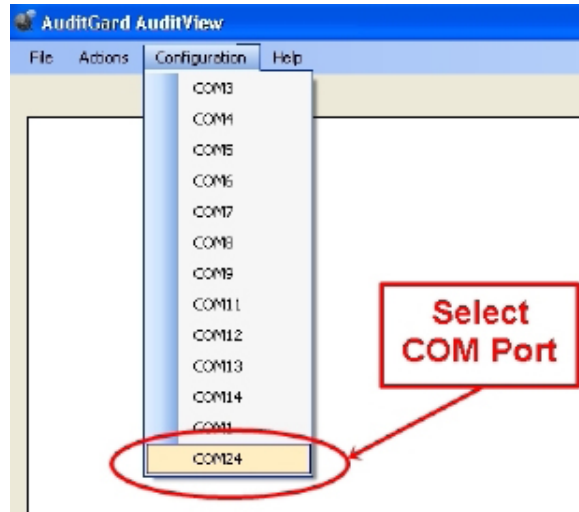 AuditGard AuditView
File Actions Configuration Help
COM3
COM4
COM5
COM6
COM7
COM8
COM9
COM11
COM12
COM13
COM14
COM1
COM24
Select
COM Port